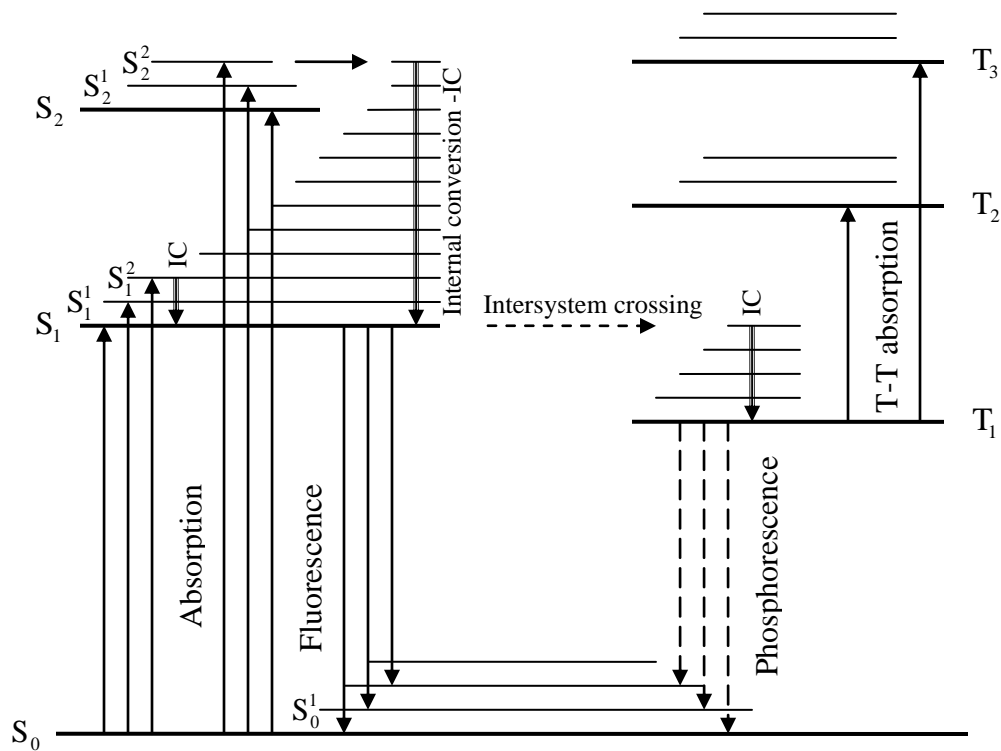 S₂²
S₂¹
S₂
T₃
Internal conversion -IC
T₂
IC
S₁²
S₁¹
S₁
Intersystem crossing
IC
T-T absorption
T₁
Absorption
Fluorescence
Phosphorescence
S₀¹
S₀